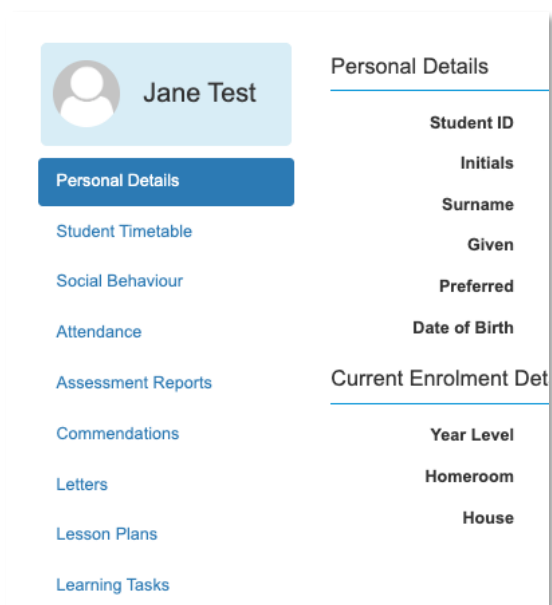 Jane Test
Personal Details
Student Timetable
Social Behaviour
Attendance
Assessment Reports
Commendations
Letters
Lesson Plans
Learning Tasks
Personal Details
Student ID
Initials
Surname
Given
Preferred
Date of Birth
Current Enrolment Det
Year Level
Homeroom
House